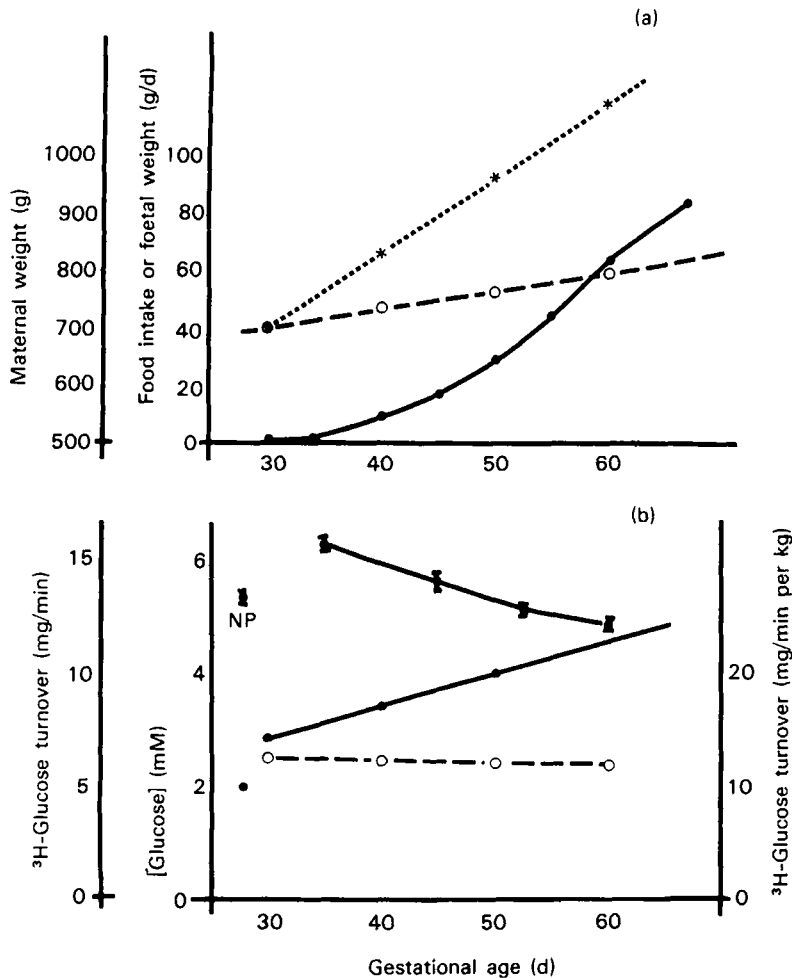 (a)
Maternal weight (g)
1000
900
800
700
600
500
Food intake or foetal weight (g/d)
100
80
60
40
20
0
30 40 50 60
(b)
³H-Glucose turnover (mg/min)
15
10
5
0
[Glucose] (mM)
6
4
2
0
NP
³H-Glucose turnover (mg/min per kg)
20
10
0
30 40 50 60
Gestational age (d)